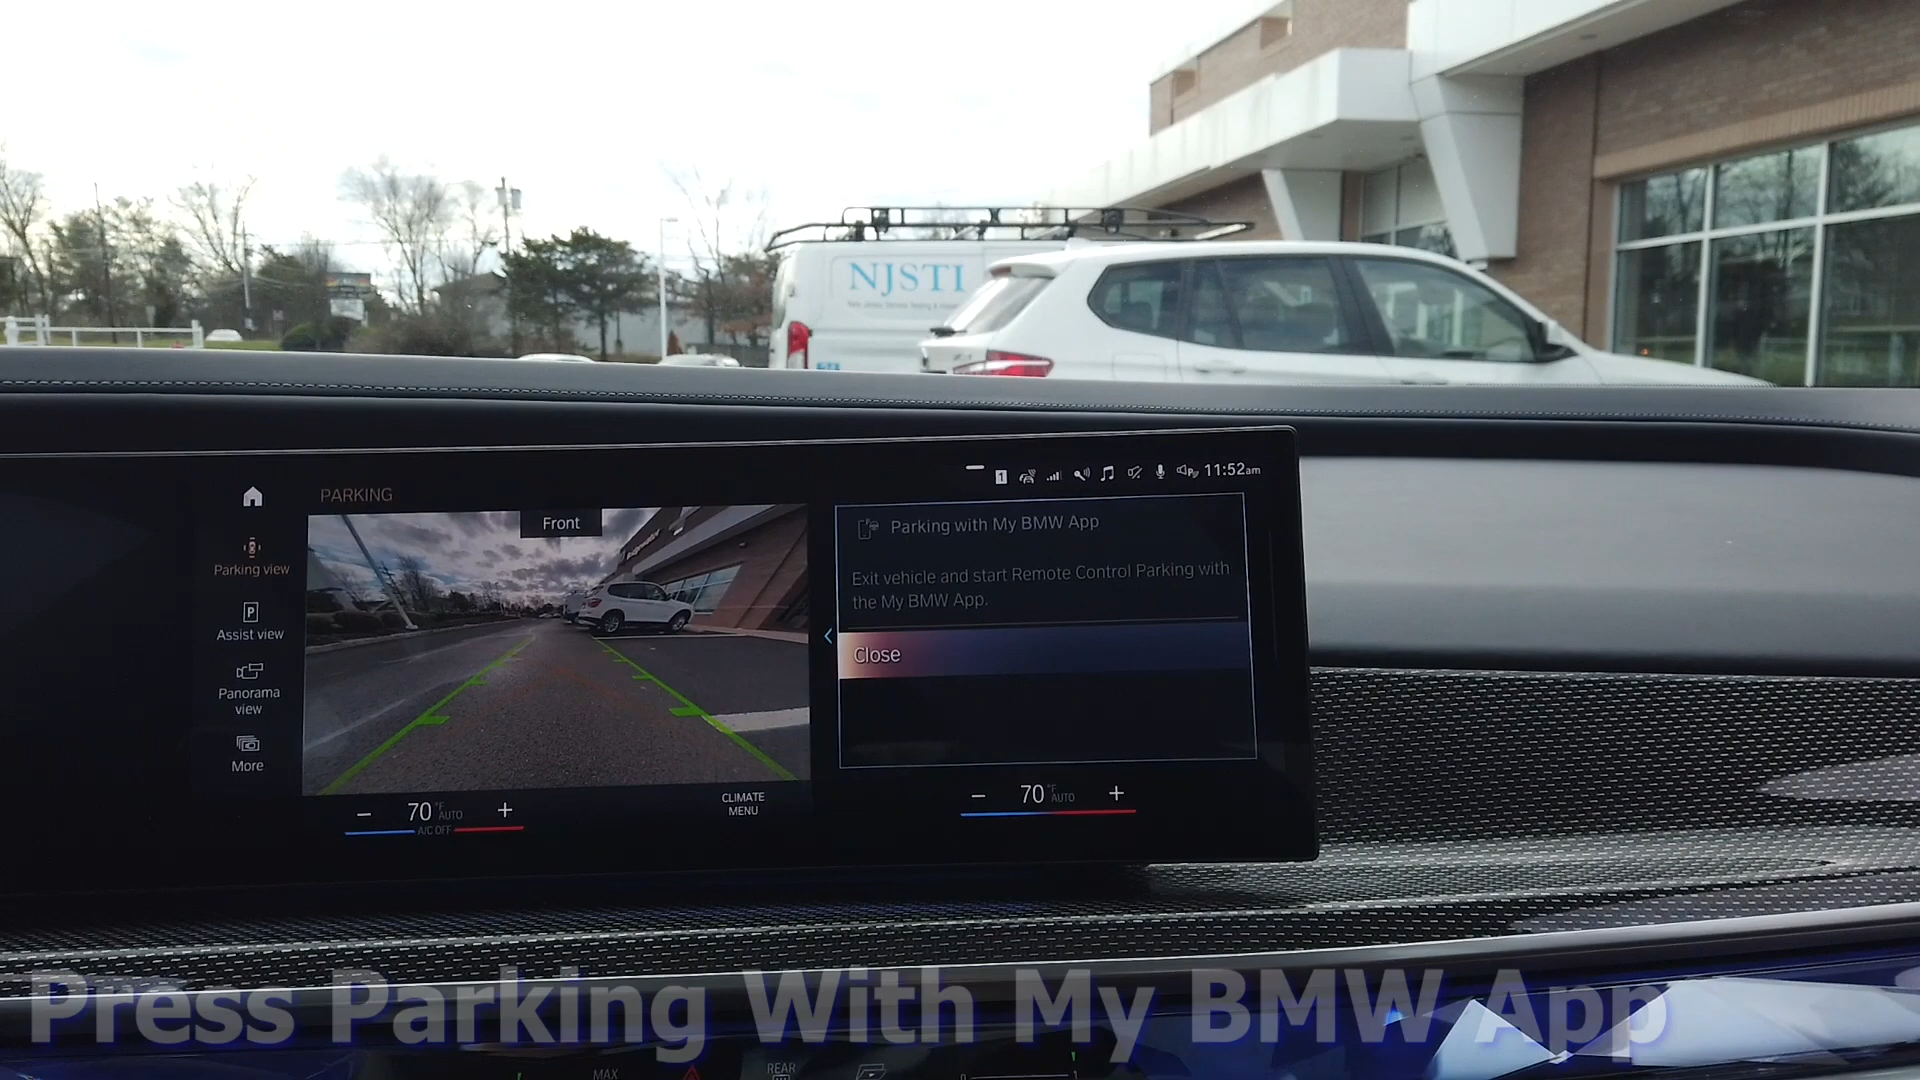 NJSTI
1
11:52am
PARKING
Front
Parking view
Assist view
Panorama
view
More
Parking with My BMW App
Exit vehicle and start Remote Control Parking with
the My BMW App.
Close
- 70 °F AUTO +
A/C OFF
CLIMATE
MENU
- 70 °F AUTO +
Press Parking With My BMW App
MAX
REAR